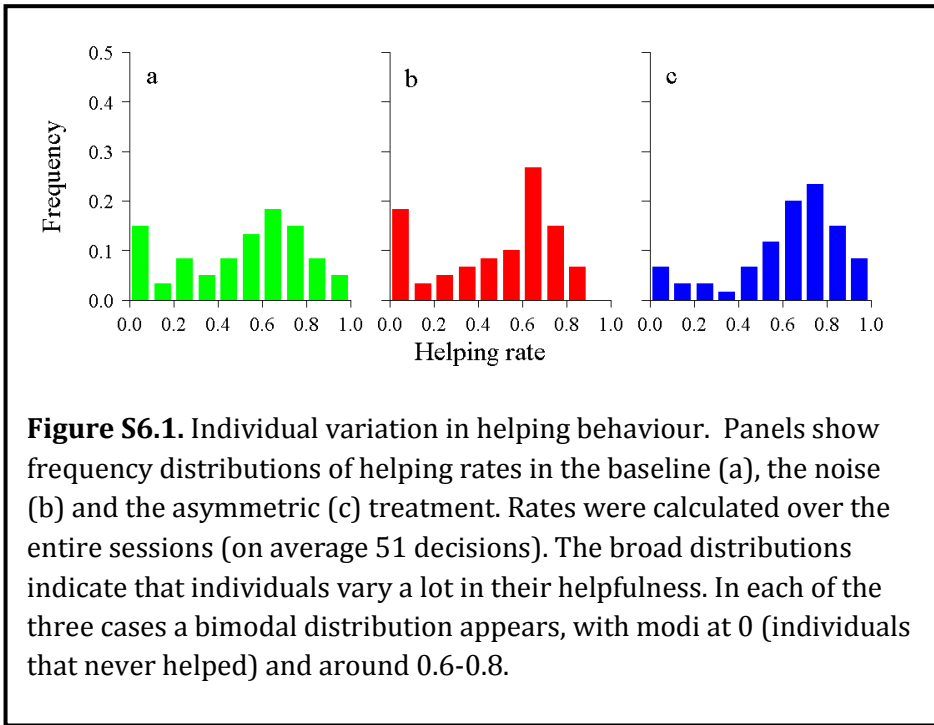 0.5
0.4
0.3
0.2
0.1
0.0
Frequency
a
b
c
0.0 0.2 0.4 0.6 0.8 1.0
0.0 0.2 0.4 0.6 0.8 1.0
0.0 0.2 0.4 0.6 0.8 1.0
Helping rate
Figure S6.1. Individual variation in helping behaviour. Panels show
frequency distributions of helping rates in the baseline (a), the noise
(b) and the asymmetric (c) treatment. Rates were calculated over the
entire sessions (on average 51 decisions). The broad distributions
indicate that individuals vary a lot in their helpfulness. In each of the
three cases a bimodal distribution appears, with modi at 0 (individuals
that never helped) and around 0.6-0.8.